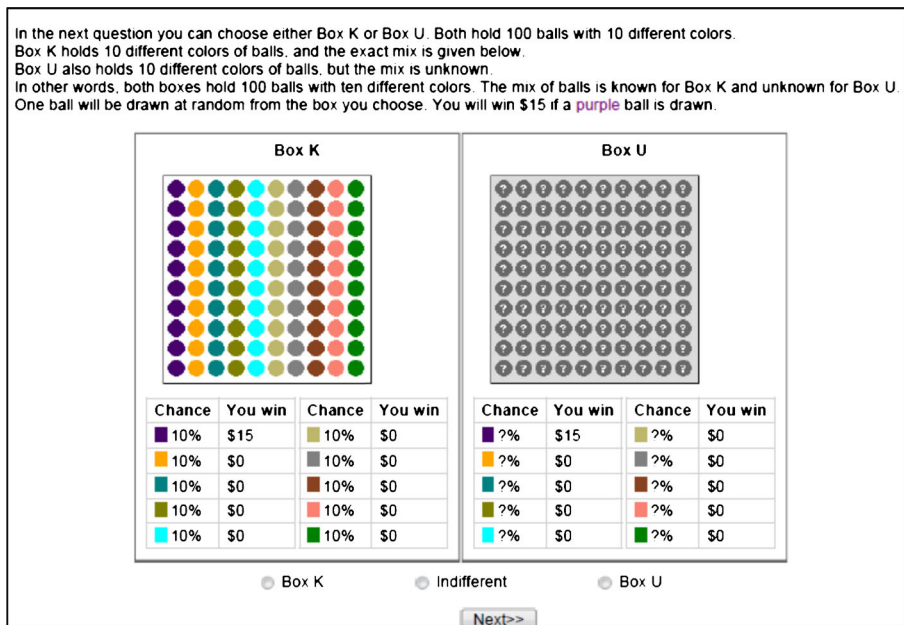 In the next question you can choose either Box K or Box U. Both hold 100 balls with 10 different colors.
Box K holds 10 different colors of balls, and the exact mix is given below.
Box U also holds 10 different colors of balls, but the mix is unknown.
In other words, both boxes hold 100 balls with ten different colors. The mix of balls is known for Box K and unknown for Box U.
One ball will be drawn at random from the box you choose. You will win $15 if a purple ball is drawn.
Box K Box U
? ? ? ? ? ? ? ? ? ?
? ? ? ? ? ? ? ? ? ?
? ? ? ? ? ? ? ? ? ?
? ? ? ? ? ? ? ? ? ?
? ? ? ? ? ? ? ? ? ?
? ? ? ? ? ? ? ? ? ?
? ? ? ? ? ? ? ? ? ?
? ? ? ? ? ? ? ? ? ?
? ? ? ? ? ? ? ? ? ?
? ? ? ? ? ? ? ? ? ?
Chance You win Chance You win Chance You win Chance You win
10% $15 10% $0 ?% $15 ?% $0
10% $0 10% $0 ?% $0 ?% $0
10% $0 10% $0 ?% $0 ?% $0
10% $0 10% $0 ?% $0 ?% $0
10% $0 10% $0 ?% $0 ?% $0
Box K Indifferent Box U
Next>>